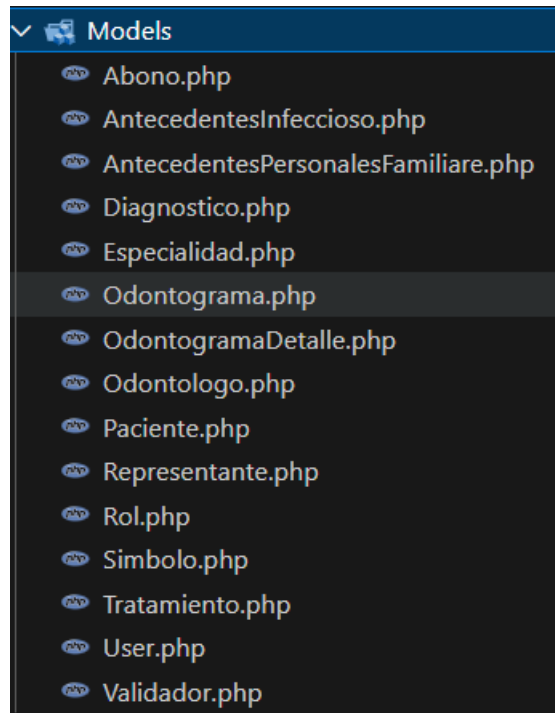 Models
Abono.php
AntecedentesInfeccioso.php
AntecedentesPersonalesFamiliare.php
Diagnostico.php
Especialidad.php
Odontograma.php
OdontogramaDetalle.php
Odontologo.php
Paciente.php
Representante.php
Rol.php
Simbolo.php
Tratamiento.php
User.php
Validador.php